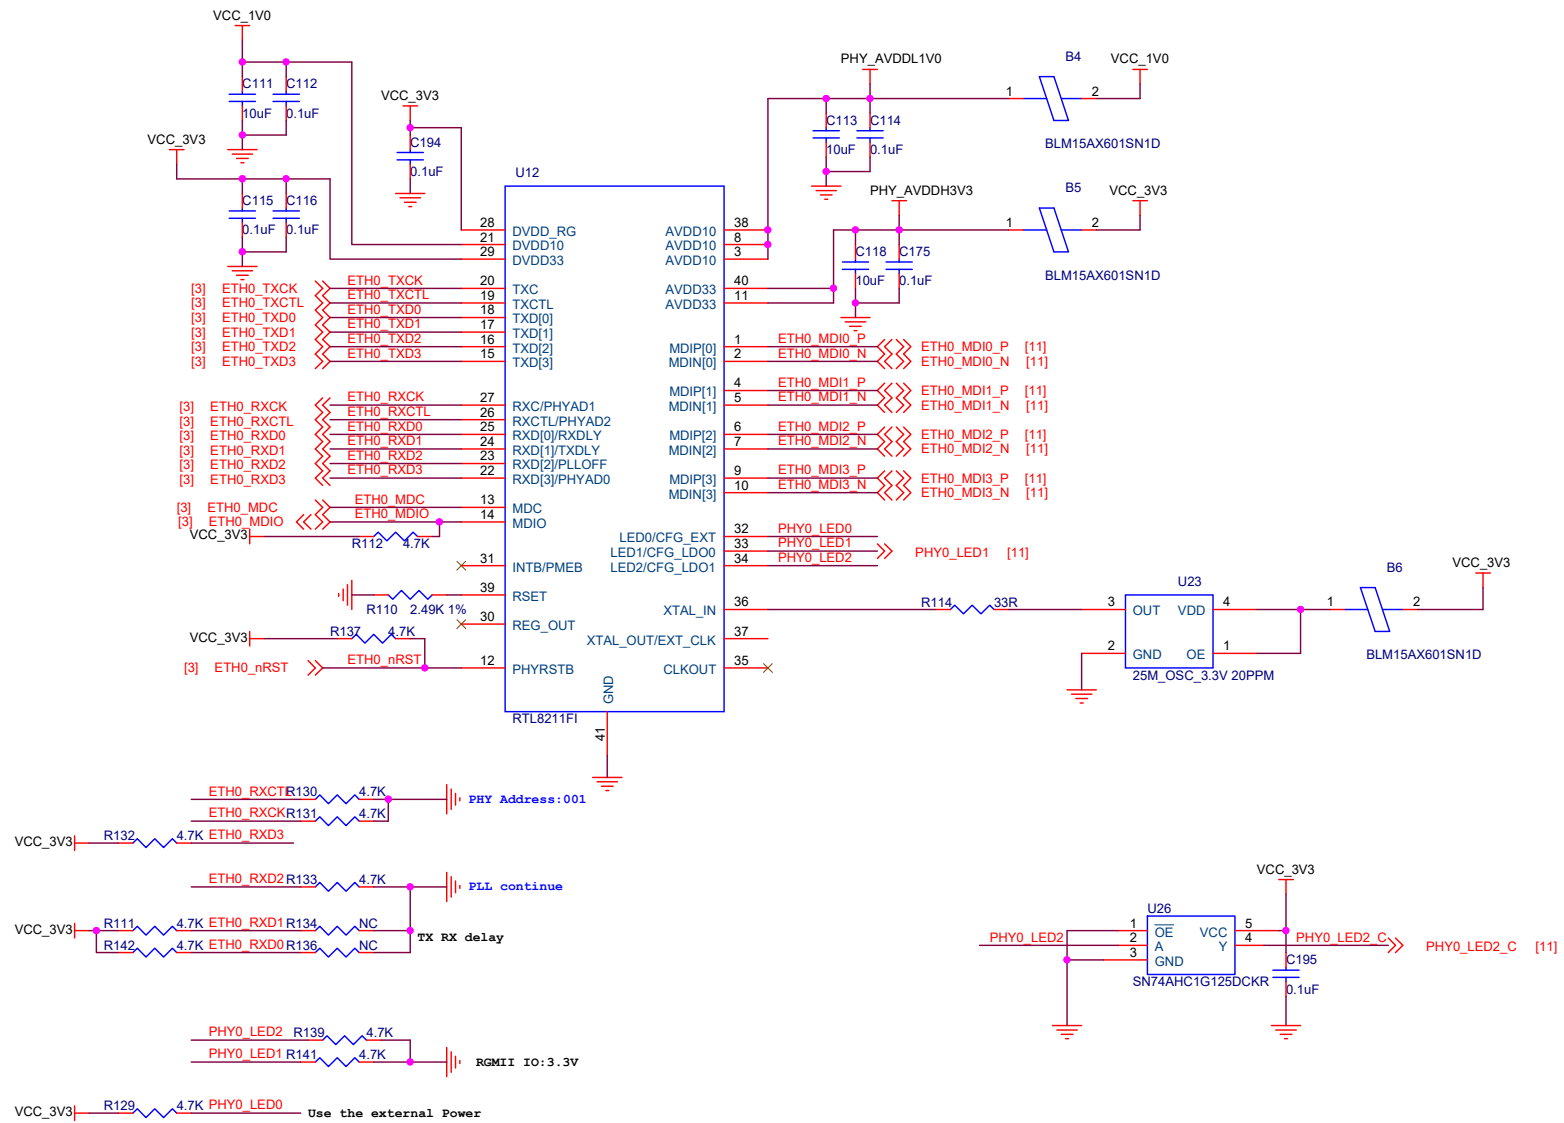 VCC_1V0
C111 C112
10uF 0.1uF
VCC_3V3
C115 C116
0.1uF 0.1uF
VCC_3V3
C194
0.1uF
PHY_AVDDL1V0
C113 C114
10uF 0.1uF
B4
1 2
VCC_1V0
BLM15AX601SN1D
PHY_AVDDH3V3
C118 C175
10uF 0.1uF
B5
1 2
VCC_3V3
BLM15AX601SN1D
U12
28 DVDD_RG
21 DVDD10
29 DVDD33
[3] ETH0_TXCK ETH0_TXCK 20 TXC
[3] ETH0_TXCTL ETH0_TXCTL 19 TXCTL
[3] ETH0_TXD0 ETH0_TXD0 18 TXD[0]
[3] ETH0_TXD1 ETH0_TXD1 17 TXD[1]
[3] ETH0_TXD2 ETH0_TXD2 16 TXD[2]
[3] ETH0_TXD3 ETH0_TXD3 15 TXD[3]
[3] ETH0_RXCK ETH0_RXCK 27 RXC/PHYAD1
[3] ETH0_RXCTL ETH0_RXCTL 26 RXCTL/PHYAD2
[3] ETH0_RXD0 ETH0_RXD0 25 RXD[0]/RXDLY
[3] ETH0_RXD1 ETH0_RXD1 24 RXD[1]/TXDLY
[3] ETH0_RXD2 ETH0_RXD2 23 RXD[2]/PLLOFF
[3] ETH0_RXD3 ETH0_RXD3 22 RXD[3]/PHYAD0
[3] ETH0_MDC ETH0_MDC 13 MDC
[3] ETH0_MDIO ETH0_MDIO 14 MDIO
VCC_3V3 R112 4.7K
31 INTB/PMEB
R110 2.49K 1% 39 RSET
30 REG_OUT
VCC_3V3 R137 4.7K
[3] ETH0_nRST ETH0_nRST 12 PHYRSTB
AVDD10 38
AVDD10 8
AVDD10 3
AVDD33 40
AVDD33 11
MDIP[0] 1 ETH0_MDI0_P ETH0_MDI0_P [11]
MDIN[0] 2 ETH0_MDI0_N ETH0_MDI0_N [11]
MDIP[1] 4 ETH0_MDI1_P ETH0_MDI1_P [11]
MDIN[1] 5 ETH0_MDI1_N ETH0_MDI1_N [11]
MDIP[2] 6 ETH0_MDI2_P ETH0_MDI2_P [11]
MDIN[2] 7 ETH0_MDI2_N ETH0_MDI2_N [11]
MDIP[3] 9 ETH0_MDI3_P ETH0_MDI3_P [11]
MDIN[3] 10 ETH0_MDI3_N ETH0_MDI3_N [11]
LED0/CFG_EXT 32 PHY0_LED0
LED1/CFG_LDO0 33 PHY0_LED1 PHY0_LED1 [11]
LED2/CFG_LDO1 34 PHY0_LED2
XTAL_IN 36 R114 33R
XTAL_OUT/EXT_CLK 37
CLKOUT 35
GND
41
RTL8211FI
U23
3 OUT VDD 4
2 GND OE 1
25M_OSC_3.3V 20PPM
B6
1 2
VCC_3V3
BLM15AX601SN1D
ETH0_RXCTL R130 4.7K PHY Address:001
ETH0_RXCK R131 4.7K
VCC_3V3 R132 4.7K ETH0_RXD3
ETH0_RXD2 R133 4.7K PLL continue
VCC_3V3 R111 4.7K ETH0_RXD1 R134 NC TX RX delay
R142 4.7K ETH0_RXD0 R136 NC
PHY0_LED2 R139 4.7K
PHY0_LED1 R141 4.7K RGMII IO:3.3V
VCC_3V3 R129 4.7K PHY0_LED0 Use the external Power
VCC_3V3
U26
1 OE VCC 5
PHY0_LED2 2 A Y 4 PHY0_LED2_C PHY0_LED2_C [11]
3 GND
SN74AHC1G125DCKR
C195
0.1uF